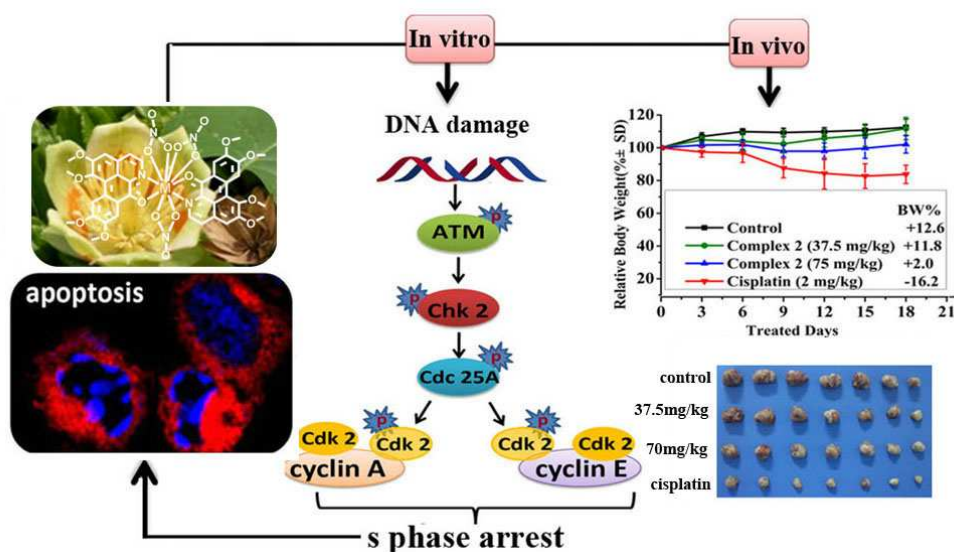 In vitro
In vivo
DNA damage
P
ATM
P
Chk 2
P
Cdc 25A
P
Cdk 2
Cdk 2
cyclin A
P
Cdk 2
Cdk 2
cyclin E
s phase arrest
apoptosis
Relative Body Weight(%± SD)
120
100
80
60
40
20
0 3 6 9 12 15 18 21
Treated Days
BW%
Control +12.6
Complex 2 (37.5 mg/kg) +11.8
Complex 2 (75 mg/kg) +2.0
Cisplatin (2 mg/kg) -16.2
control
37.5mg/kg
70mg/kg
cisplatin